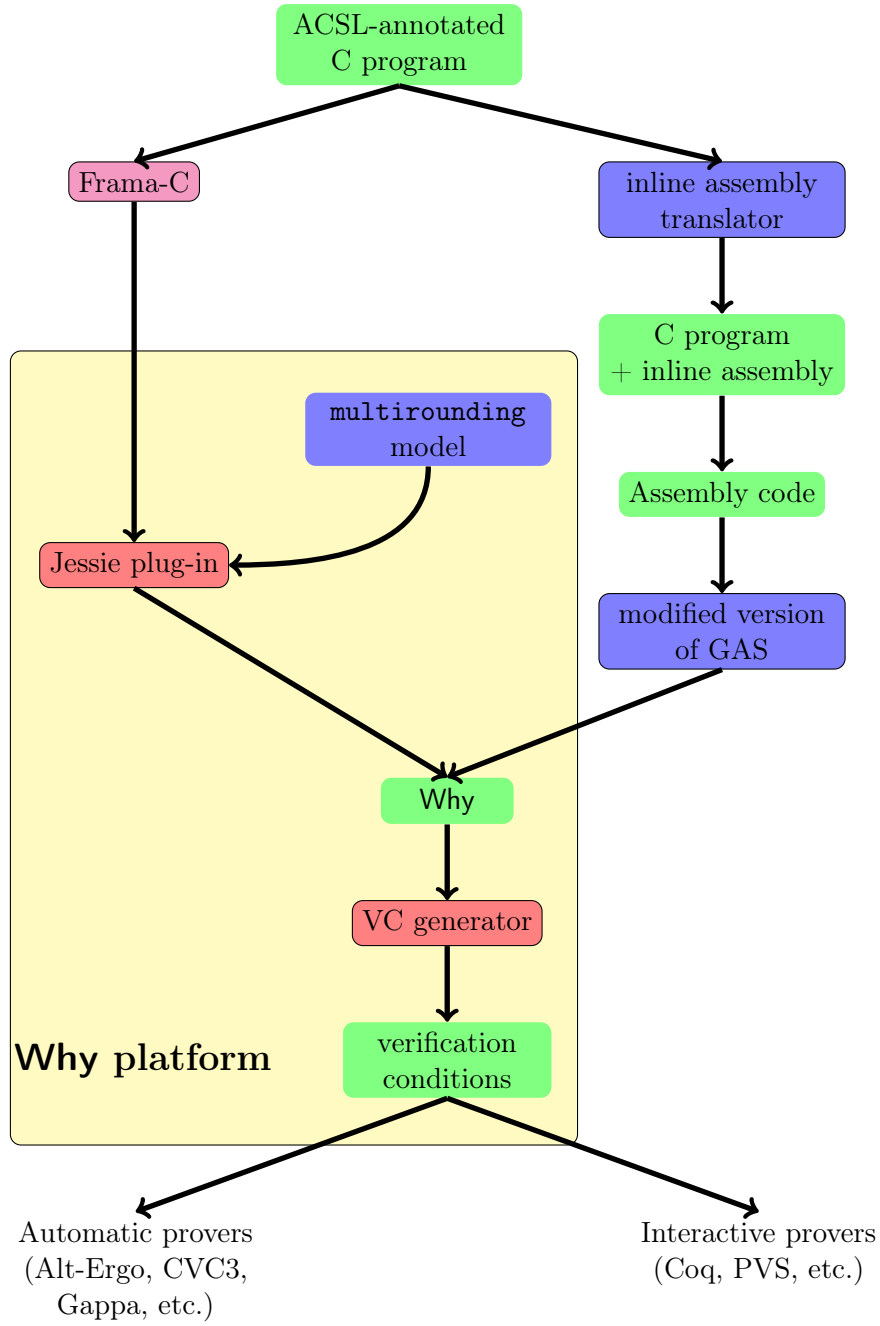 ACSL-annotated
C program
Frama-C
inline assembly
translator
C program
+ inline assembly
multirounding
model
Assembly code
Jessie plug-in
modified version
of GAS
Why
VC generator
verification
conditions
Why platform
Automatic provers
(Alt-Ergo, CVC3,
Gappa, etc.)
Interactive provers
(Coq, PVS, etc.)